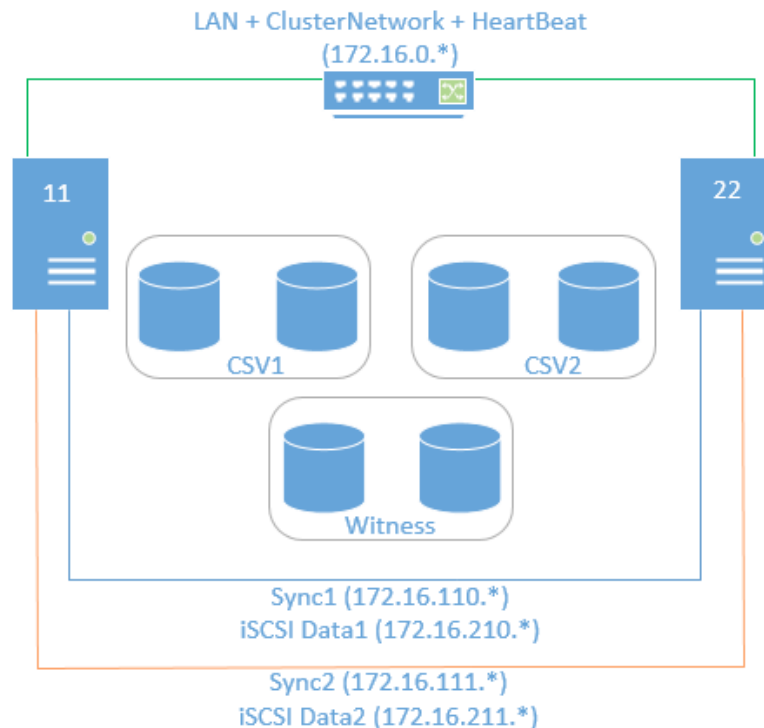 LAN + ClusterNetwork + HeartBeat
(172.16.0.*)
11
22
CSV1
CSV2
Witness
Sync1 (172.16.110.*)
iSCSI Data1 (172.16.210.*)
Sync2 (172.16.111.*)
iSCSI Data2 (172.16.211.*)